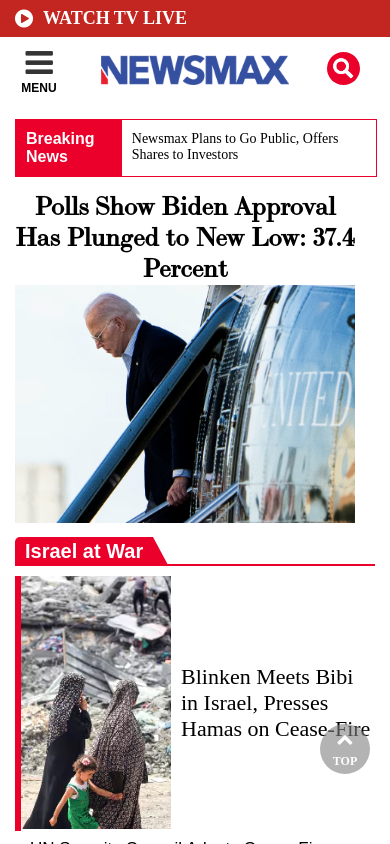 WATCH TV LIVE
MENU
NEWSMAX
Breaking News
Newsmax Plans to Go Public, Offers
Shares to Investors
Polls Show Biden Approval
Has Plunged to New Low: 37.4
Percent
UNITED
Israel at War
Blinken Meets Bibi
in Israel, Presses
Hamas on Cease-Fire
TOP